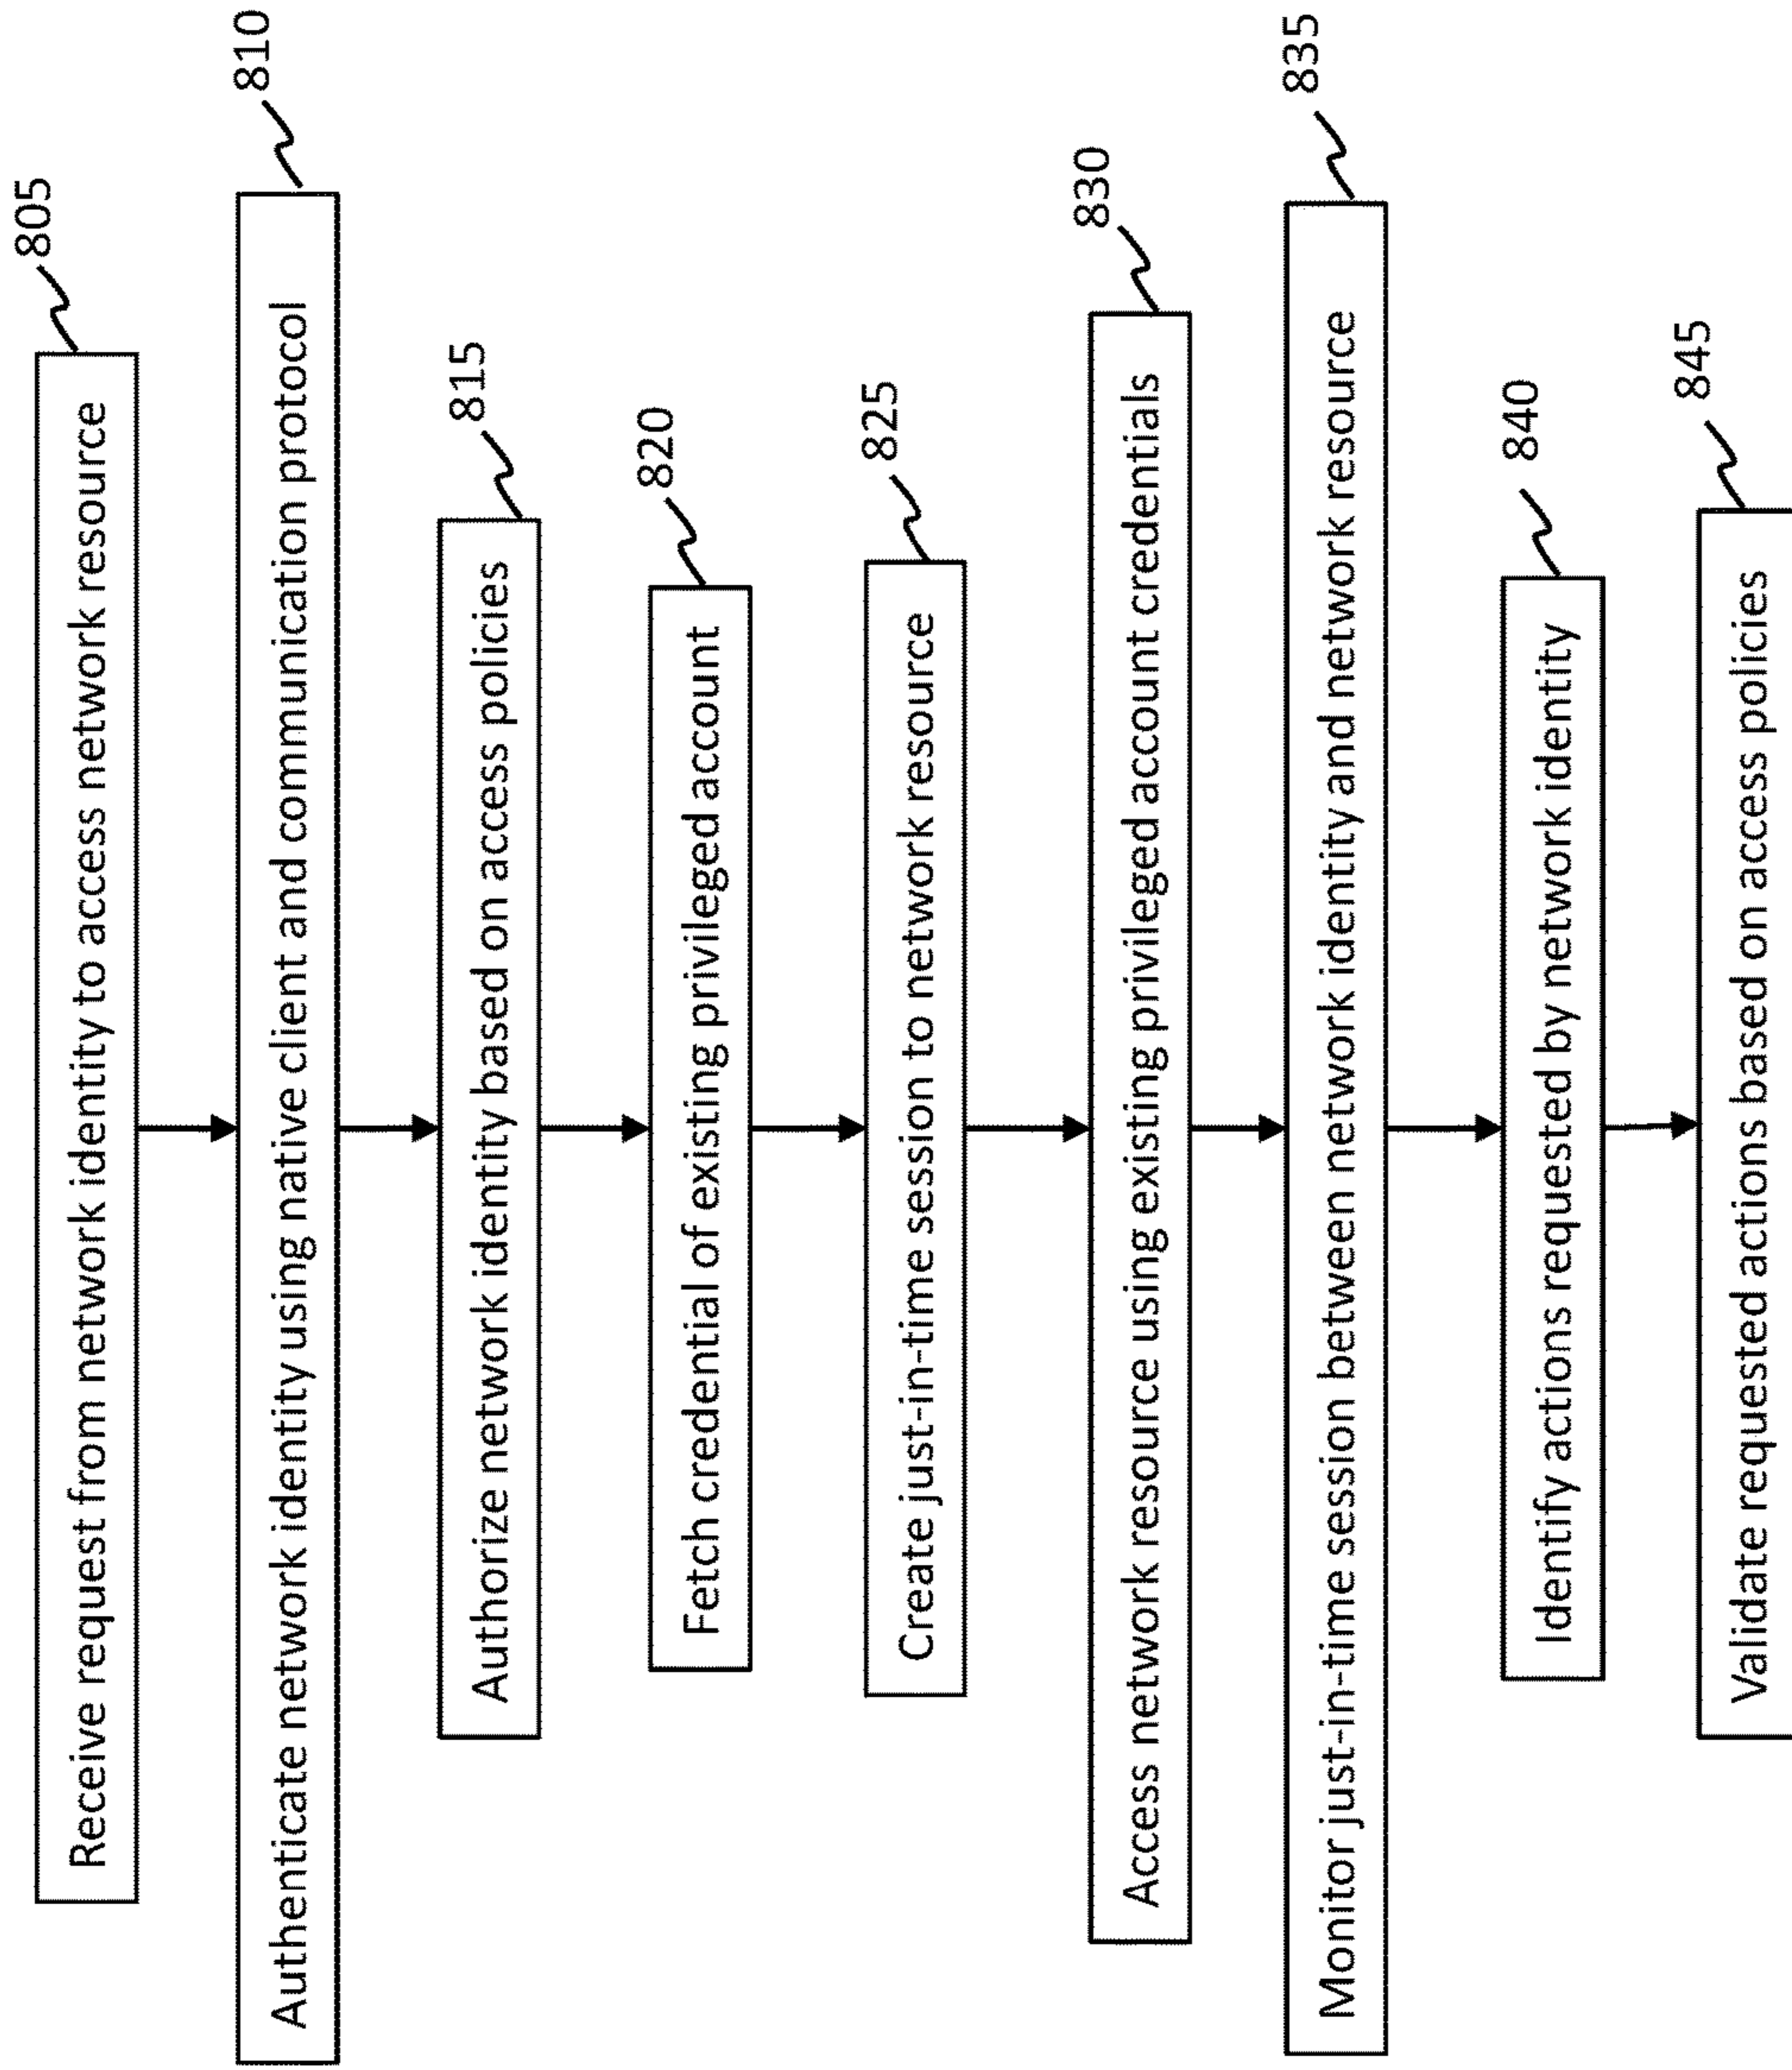 Receive request from network identity to access network resource
805
Authenticate network identity using native client and communication protocol
810
Authorize network identity based on access policies
815
Fetch credential of existing privileged account
820
Create just-in-time session to network resource
825
Access network resource using existing privileged account credentials
830
Monitor just-in-time session between network identity and network resource
835
Identify actions requested by network identity
840
Validate requested actions based on access policies
845